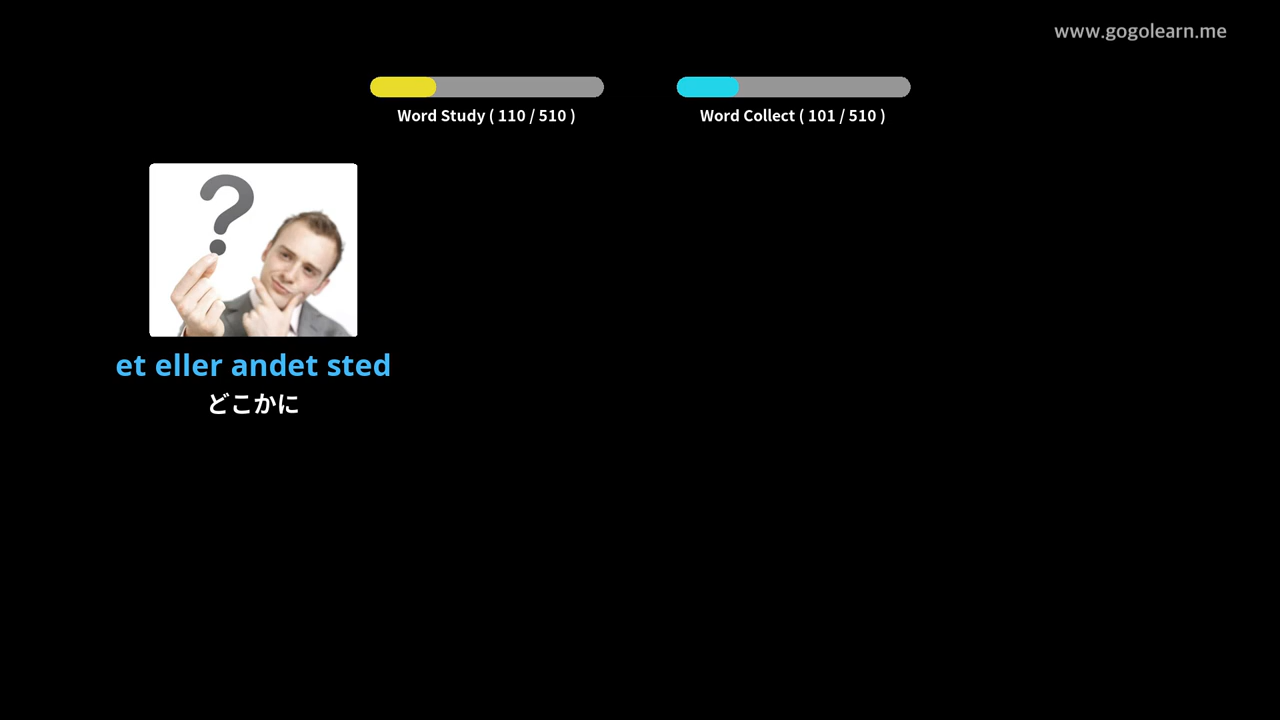 www.gogolearn.me
Word Study ( 110 / 510 )
Word Collect ( 101 / 510 )
?
et eller andet sted
どこかに